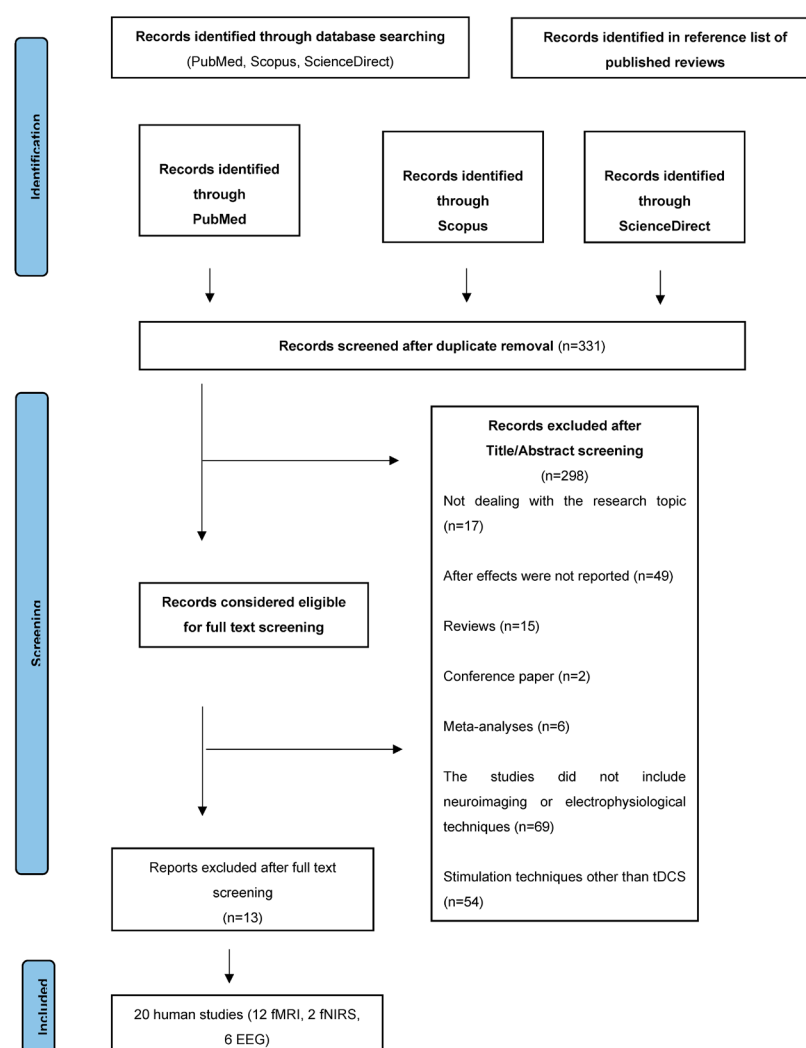 Records identified through database searching
(PubMed, Scopus, ScienceDirect)
Records identified in reference list of
published reviews
Identification
Records identified
through
PubMed
Records identified
through
Scopus
Records identified
through
ScienceDirect
Records screened after duplicate removal (n=331)
Screening
Records excluded after
Title/Abstract screening
(n=298)
Not dealing with the research topic
(n=17)
After effects were not reported (n=49)
Reviews (n=15)
Conference paper (n=2)
Meta-analyses (n=6)
The studies did not include
neuroimaging or electrophysiological
techniques (n=69)
Stimulation techniques other than tDCS
(n=54)
Records considered eligible
for full text screening
Reports excluded after full text
screening
(n=13)
Included
20 human studies (12 fMRI, 2 fNIRS,
6 EEG)